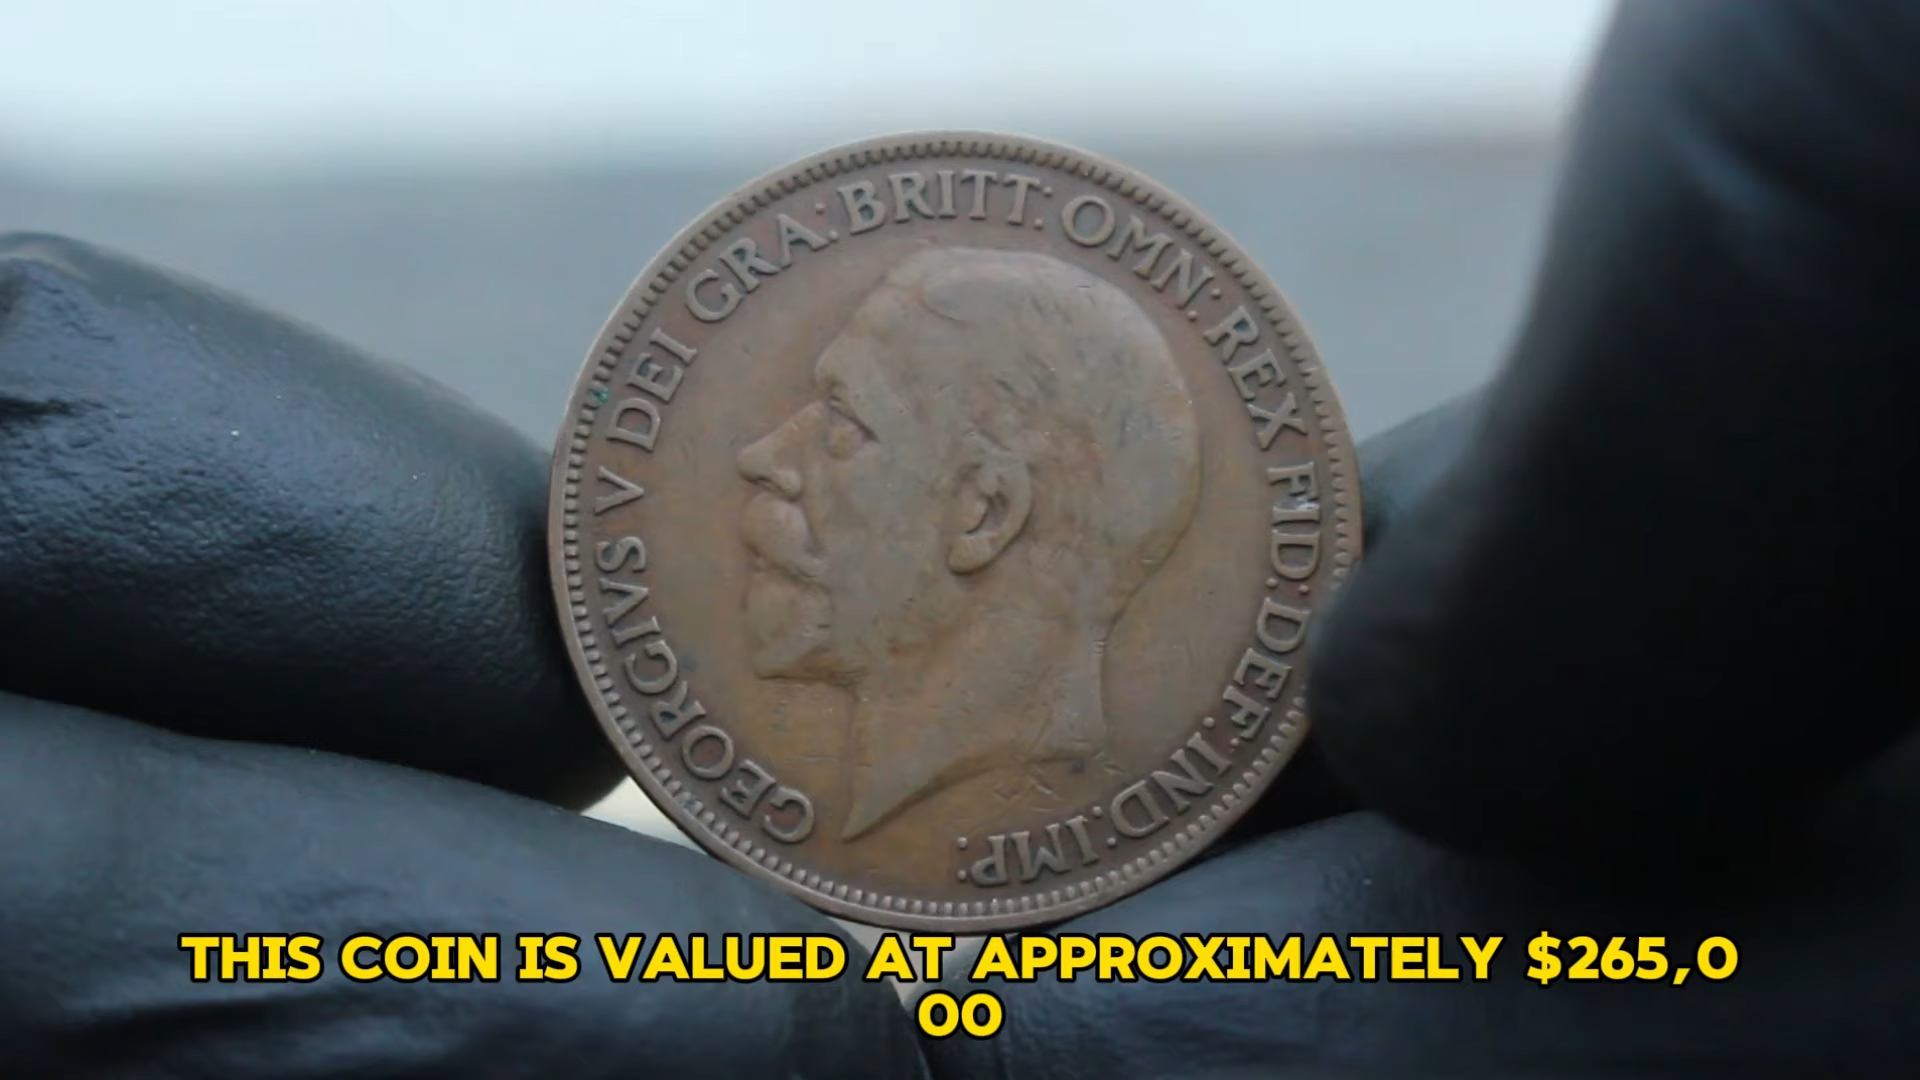 GEORGIVS V DEI GRA: BRITT: OMN: REX FID: DEF: IND: IMP:
THIS COIN IS VALUED AT APPROXIMATELY $265,0
00